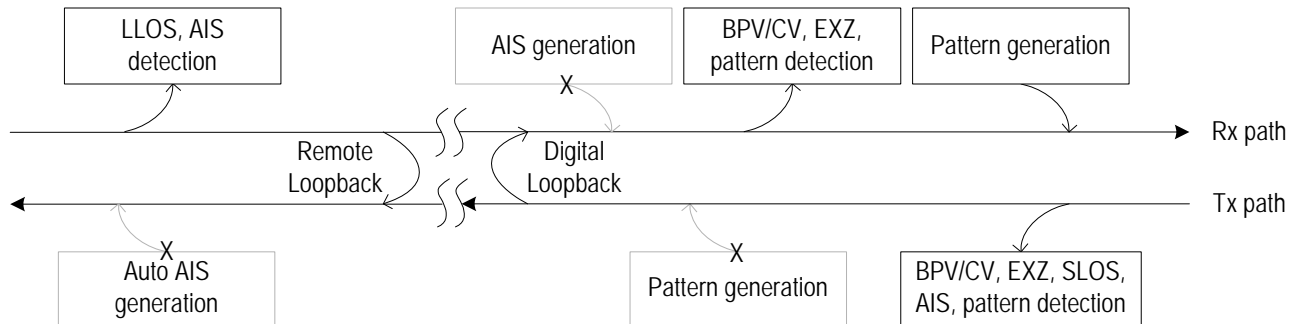 LLOS, AIS
detection
AIS generation
BPV/CV, EXZ,
pattern detection
Pattern generation
X
Rx path
Remote
Loopback
Digital
Loopback
Tx path
X
Auto AIS
generation
X
Pattern generation
BPV/CV, EXZ, SLOS,
AIS, pattern detection